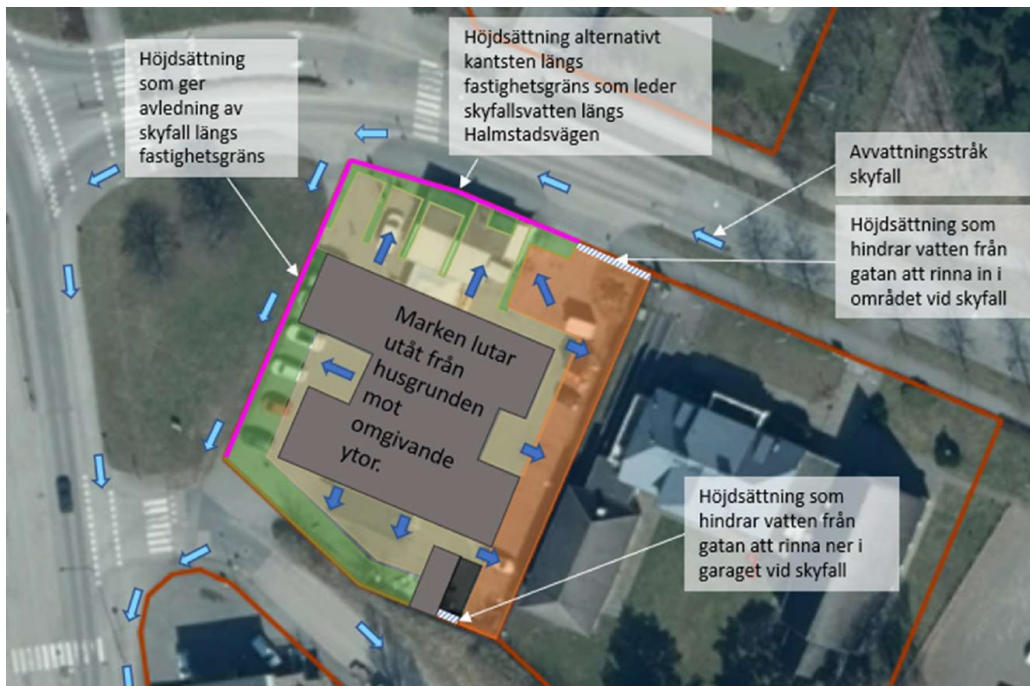 Höjdsättning
som ger
avledning av
skyfall längs
fastighetsgräns
Höjdsättning alternativt
kantsten längs
fastighetsgräns som leder
skyfallsvatten längs
Halmstadsvägen
Avvattningsstråk
skyfall
Höjdsättning som
hindrar vatten från
gatan att rinna in i
området vid skyfall
Marken lutar
utåt från
husgrunden
mot
omgivande
ytor.
Höjdsättning som
hindrar vatten från
gatan att rinna ner i
garaget vid skyfall